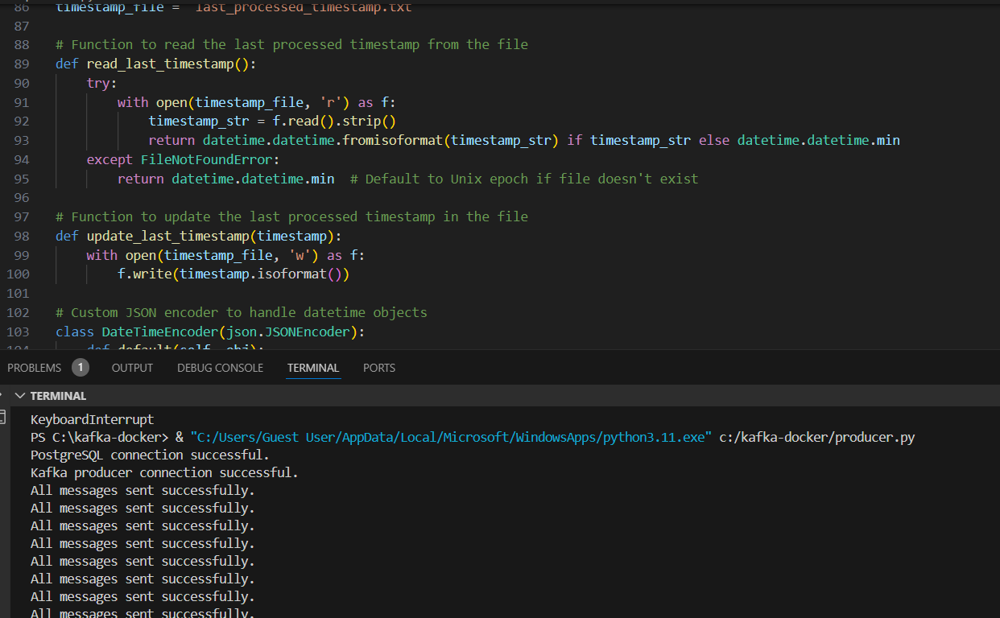 86 timestamp_file = 'last_processed_timestamp.txt
87
88 # Function to read the last processed timestamp from the file
89 def read_last_timestamp():
90     try:
91         with open(timestamp_file, 'r') as f:
92             timestamp_str = f.read().strip()
93             return datetime.datetime.fromisoformat(timestamp_str) if timestamp_str else datetime.datetime.min
94     except FileNotFoundError:
95         return datetime.datetime.min  # Default to Unix epoch if file doesn't exist
96
97 # Function to update the last processed timestamp in the file
98 def update_last_timestamp(timestamp):
99     with open(timestamp_file, 'w') as f:
100         f.write(timestamp.isoformat())
101
102 # Custom JSON encoder to handle datetime objects
103 class DateTimeEncoder(json.JSONEncoder):
104     def default(self, obj):
PROBLEMS 1 OUTPUT DEBUG CONSOLE TERMINAL PORTS
TERMINAL
KeyboardInterrupt
PS C:\kafka-docker> & "C:/Users/Guest User/AppData/Local/Microsoft/WindowsApps/python3.11.exe" c:/kafka-docker/producer.py
PostgreSQL connection successful.
Kafka producer connection successful.
All messages sent successfully.
All messages sent successfully.
All messages sent successfully.
All messages sent successfully.
All messages sent successfully.
All messages sent successfully.
All messages sent successfully.
All messages sent successfully.